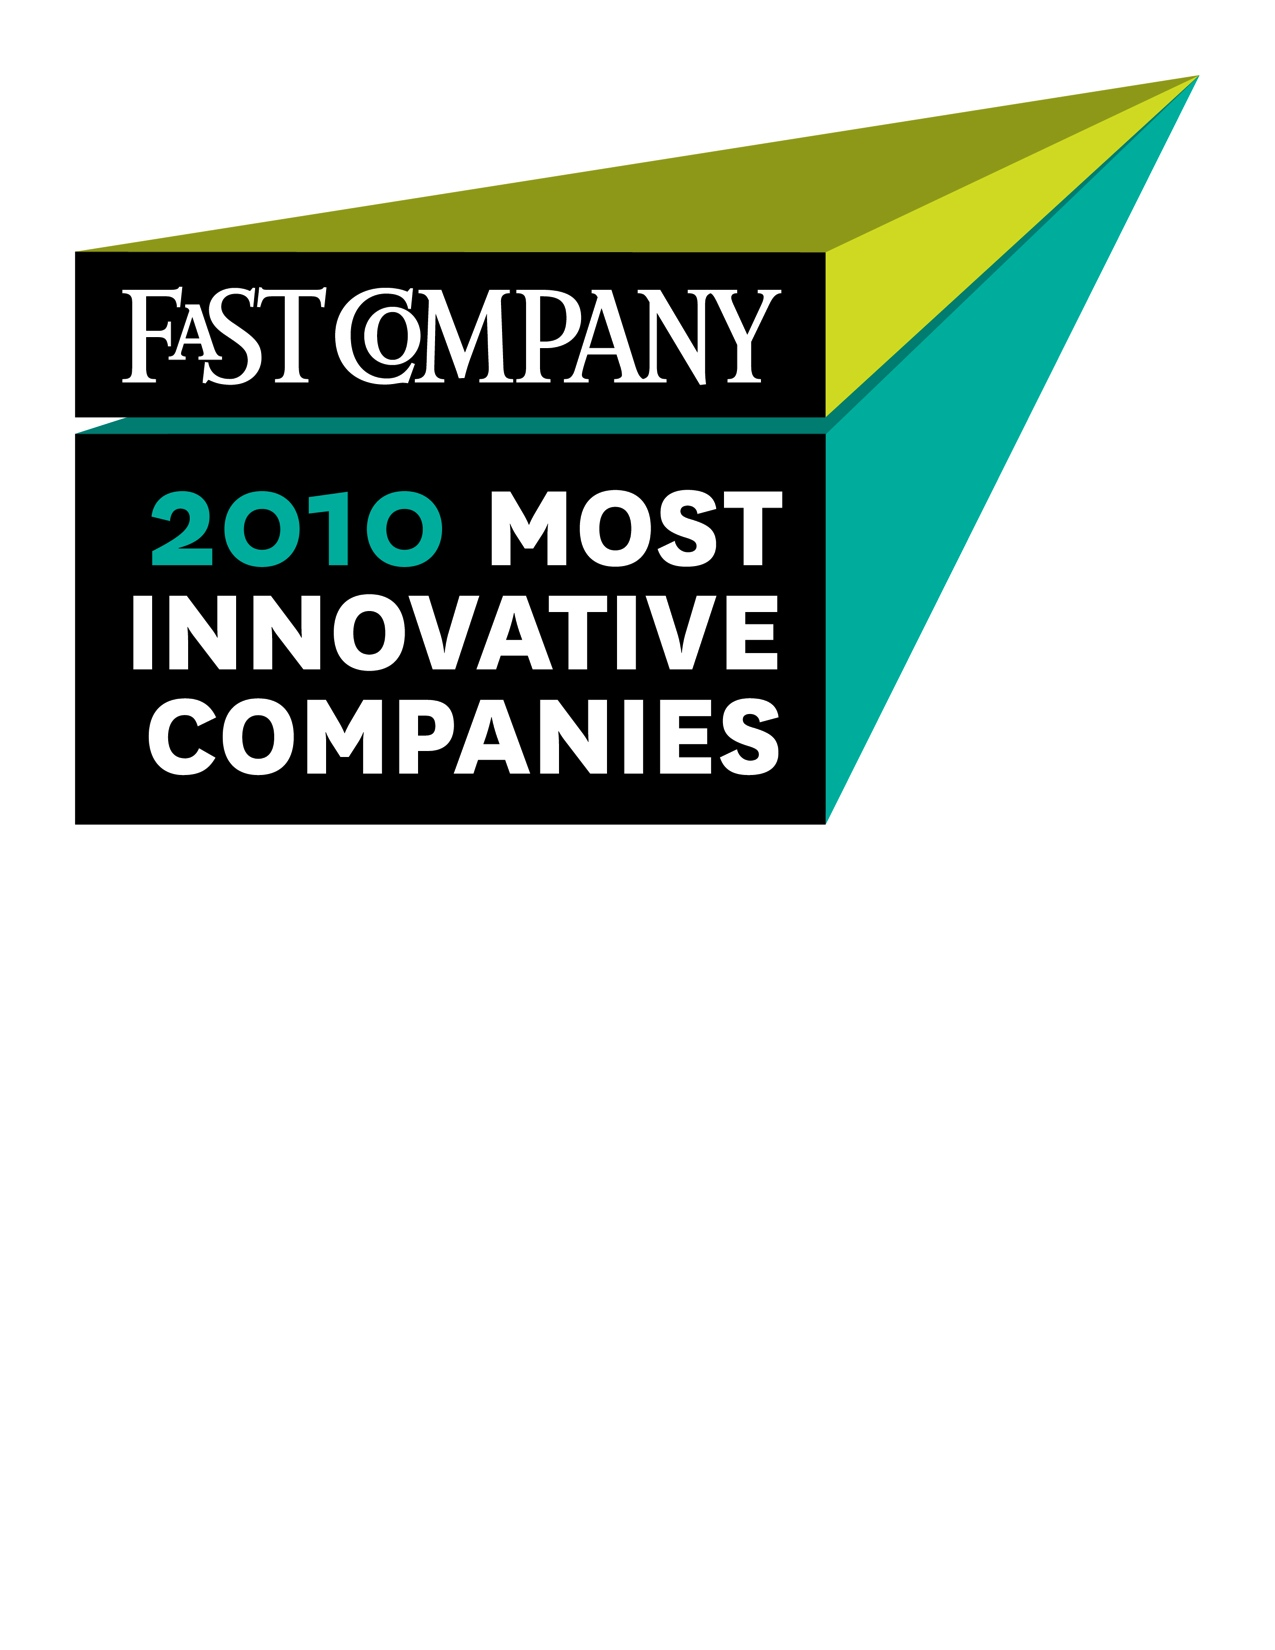 FAST COMPANY
2010 MOST
INNOVATIVE
COMPANIES